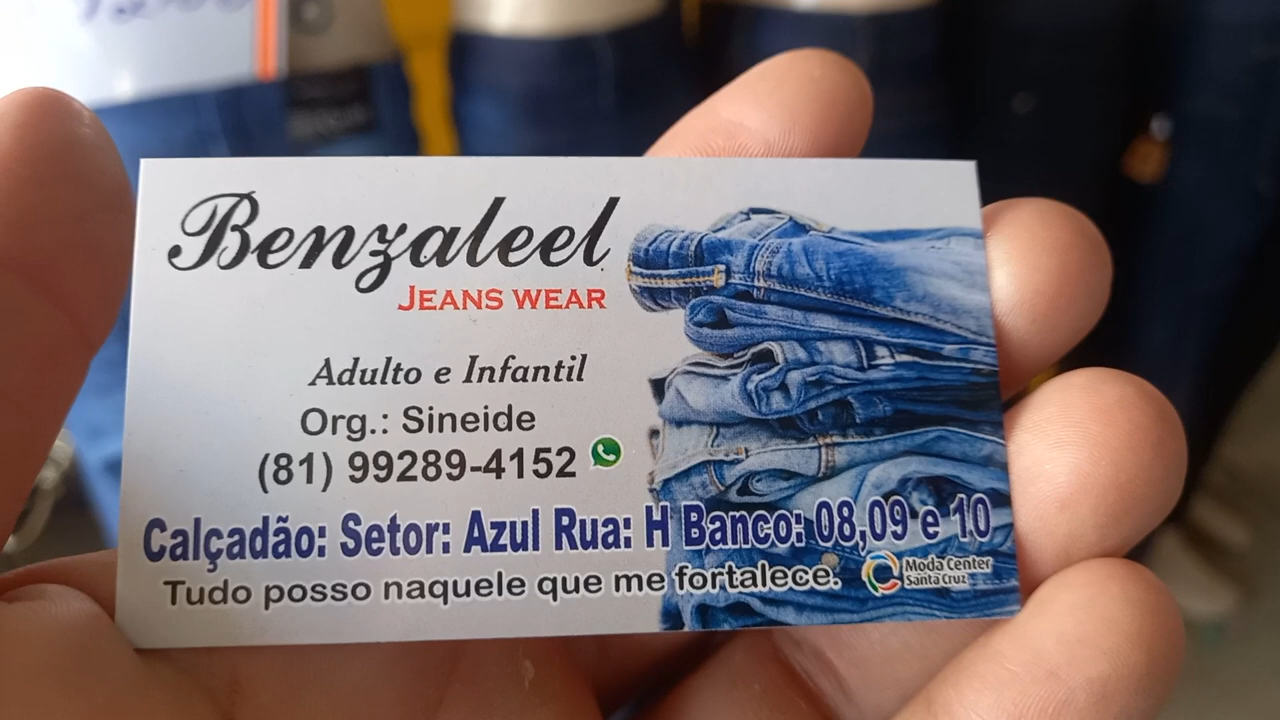 Benzaleel
JEANS WEAR
Adulto e Infantil
Org.: Sineide
(81) 99289-4152
Calçadão: Setor: Azul Rua: H Banco: 08,09 e 10
Tudo posso naquele que me fortalece.
Moda Center
Santa Cruz